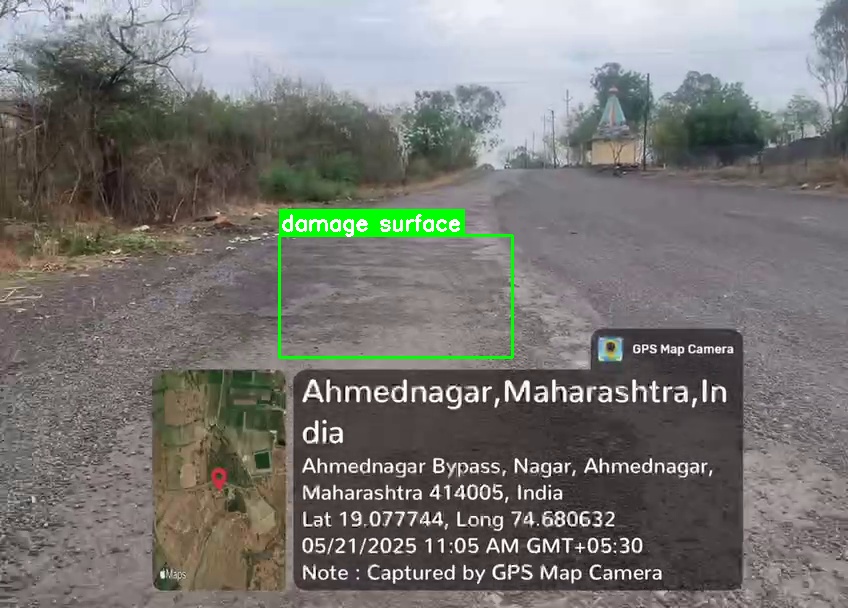 damage surface
GPS Map Camera
Ahmednagar,Maharashtra,In
dia
Ahmednagar Bypass, Nagar, Ahmednagar,
Maharashtra 414005, India
Lat 19.077744, Long 74.680632
05/21/2025 11:05 AM GMT+05:30
Note : Captured by GPS Map Camera
Maps